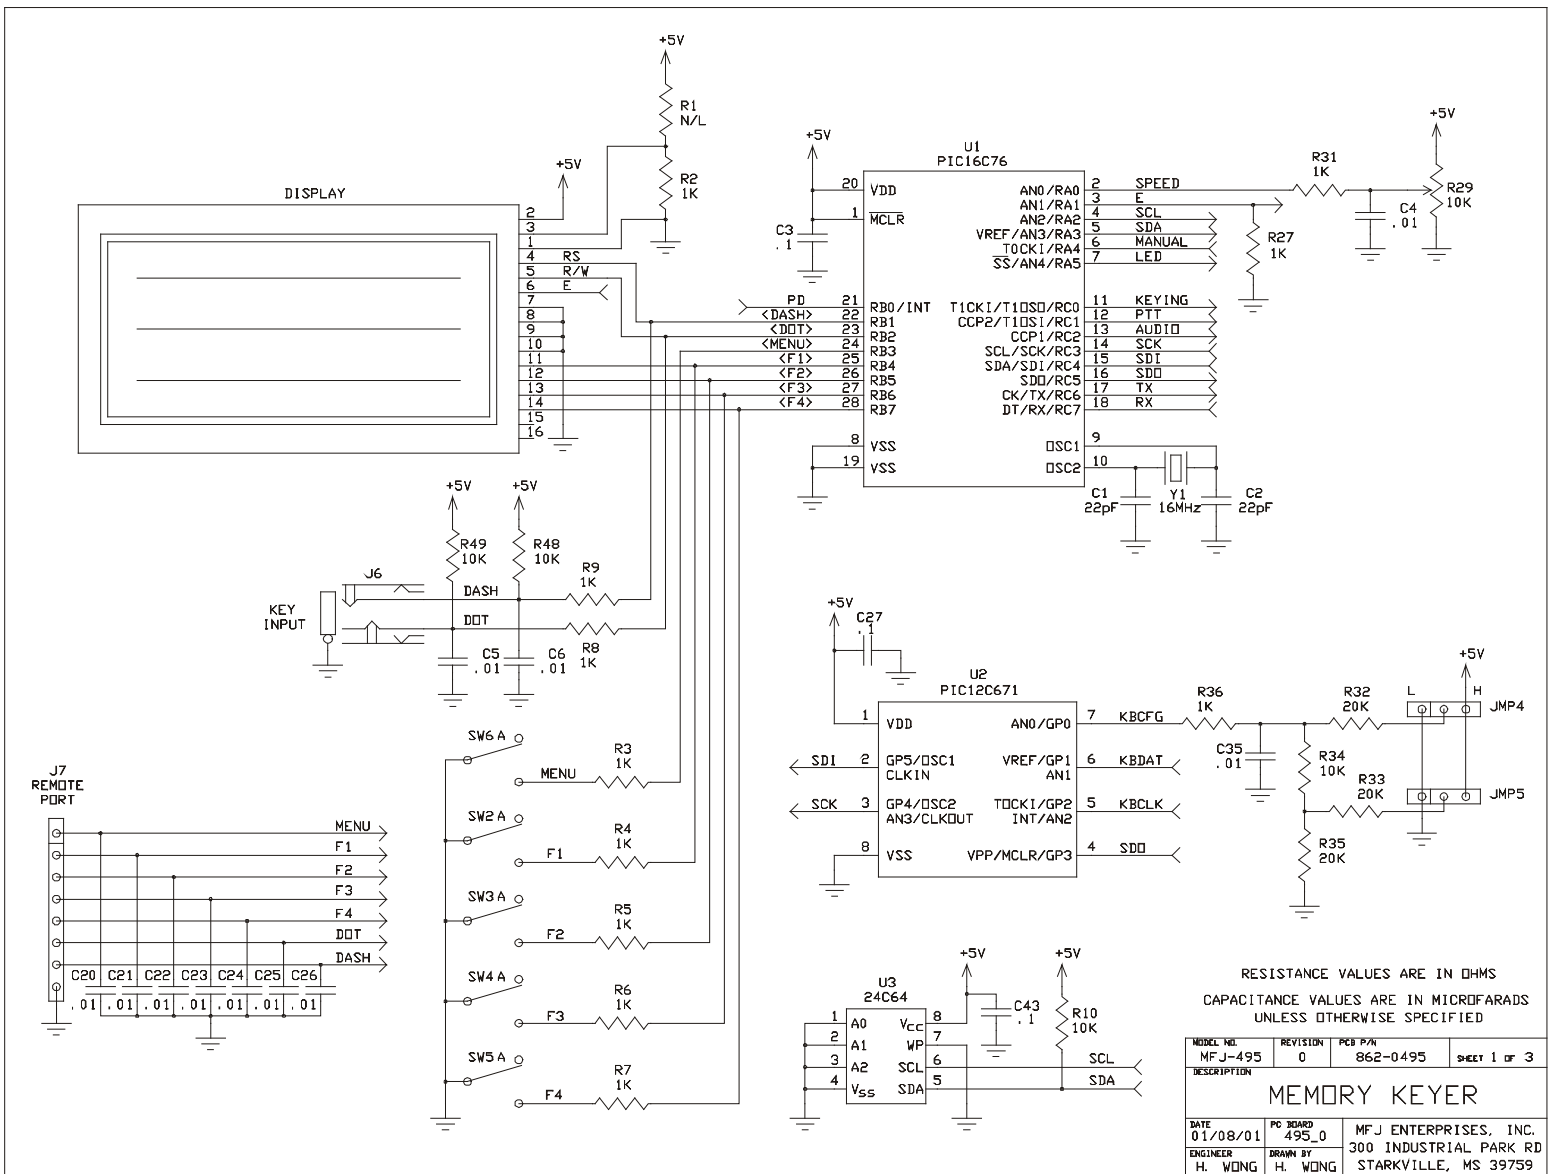 +5V
R1
N/L
R2
1K
+5V
DISPLAY
2
3
1
4 RS
5 R/W
6 E
7
8
9
10
11
12
13
14
15
16
+5V
C3
.1
U1
PIC16C76
20 VDD
1 MCLR
PD 21 RB0/INT
<DASH> 22 RB1
<DOT> 23 RB2
<MENU> 24 RB3
<F1> 25 RB4
<F2> 26 RB5
<F3> 27 RB6
<F4> 28 RB7
8 VSS
19 VSS
AN0/RA0 2 SPEED
AN1/RA1 3 E
AN2/RA2 4 SCL
VREF/AN3/RA3 5 SDA
TOCKI/RA4 6 MANUAL
SS/AN4/RA5 7 LED
T1CKI/T1OSO/RC0 11 KEYING
CCP2/T1OSI/RC1 12 PTT
CCP1/RC2 13 AUDIO
SCL/SCK/RC3 14 SCK
SDA/SDI/RC4 15 SDI
SDO/RC5 16 SDO
CK/TX/RC6 17 TX
DT/RX/RC7 18 RX
OSC1 9
OSC2 10
R31
1K
C4
.01
+5V
R29
10K
R27
1K
C1
22pF
Y1
16MHz
C2
22pF
+5V
R49
10K
+5V
R48
10K
J6
KEY
INPUT
DASH
DOT
R9
1K
R8
1K
C5
.01
C6
.01
SW6A
MENU
R3
1K
SW2A
F1
R4
1K
SW3A
F2
R5
1K
SW4A
F3
R6
1K
SW5A
F4
R7
1K
J7
REMOTE
PORT
MENU
F1
F2
F3
F4
DOT
DASH
C20 C21 C22 C23 C24 C25 C26
.01 .01 .01 .01 .01 .01 .01
+5V
C27
.1
U2
PIC12C671
1 VDD
SDI 2 GP5/OSC1
CLKIN
SCK 3 GP4/OSC2
AN3/CLKOUT
8 VSS
AN0/GP0 7 KBCFG
VREF/GP1 6 KBDAT
AN1
TOCKI/GP2 5 KBCLK
INT/AN2
VPP/MCLR/GP3 4 SDO
R36
1K
C35
.01
R32
20K
R34
10K
R33
20K
R35
20K
+5V
L H
JMP4
JMP5
U3
24C64
1 A0
2 A1
3 A2
4 VSS
VCC 8
WP 7
SCL 6
SDA 5
+5V
C43
.1
+5V
R10
10K
SCL
SDA
RESISTANCE VALUES ARE IN OHMS
CAPACITANCE VALUES ARE IN MICROFARADS
UNLESS OTHERWISE SPECIFIED
MODEL NO. REVISION PCB P/N
MFJ-495 0 862-0495 SHEET 1 OF 3
DESCRIPTION
MEMORY KEYER
DATE PC BOARD
01/08/01 495_0
ENGINEER DRAWN BY
H. WONG H. WONG
MFJ ENTERPRISES, INC.
300 INDUSTRIAL PARK RD
STARKVILLE, MS 39759